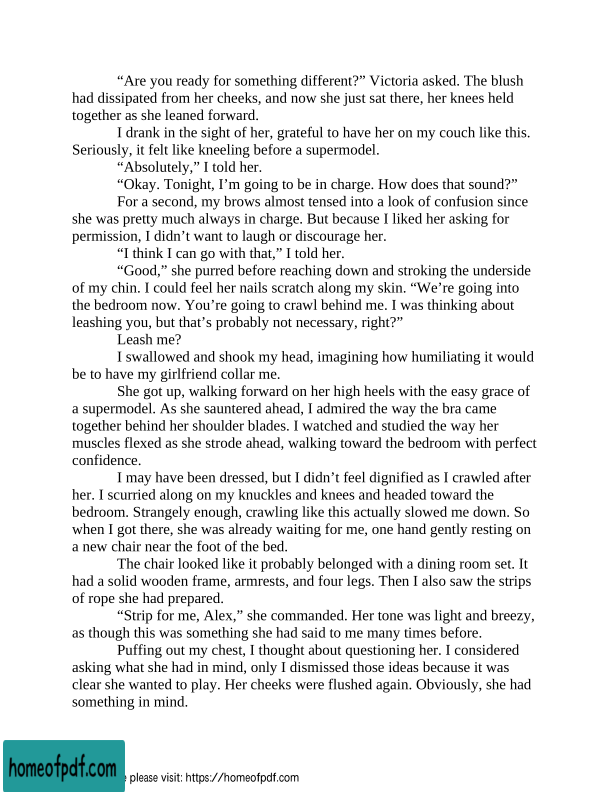 “Are you ready for something different?” Victoria asked. The blush
had dissipated from her cheeks, and now she just sat there, her knees held
together as she leaned forward.
I drank in the sight of her, grateful to have her on my couch like this.
Seriously, it felt like kneeling before a supermodel.
“Absolutely,” I told her.
“Okay. Tonight, I’m going to be in charge. How does that sound?”
For a second, my brows almost tensed into a look of confusion since
she was pretty much always in charge. But because I liked her asking for
permission, I didn’t want to laugh or discourage her.
“I think I can go with that,” I told her.
“Good,” she purred before reaching down and stroking the underside
of my chin. I could feel her nails scratch along my skin. “We’re going into
the bedroom now. You’re going to crawl behind me. I was thinking about
leashing you, but that’s probably not necessary, right?”
Leash me?
I swallowed and shook my head, imagining how humiliating it would
be to have my girlfriend collar me.
She got up, walking forward on her high heels with the easy grace of
a supermodel. As she sauntered ahead, I admired the way the bra came
together behind her shoulder blades. I watched and studied the way her
muscles flexed as she strode ahead, walking toward the bedroom with perfect
confidence.
I may have been dressed, but I didn’t feel dignified as I crawled after
her. I scurried along on my knuckles and knees and headed toward the
bedroom. Strangely enough, crawling like this actually slowed me down. So
when I got there, she was already waiting for me, one hand gently resting on
a new chair near the foot of the bed.
The chair looked like it probably belonged with a dining room set. It
had a solid wooden frame, armrests, and four legs. Then I also saw the strips
of rope she had prepared.
“Strip for me, Alex,” she commanded. Her tone was light and breezy,
as though this was something she had said to me many times before.
Puffing out my chest, I thought about questioning her. I considered
asking what she had in mind, only I dismissed those ideas because it was
clear she wanted to play. Her cheeks were flushed again. Obviously, she had
something in mind.
homeofpdf.com
please visit: https://homeofpdf.com